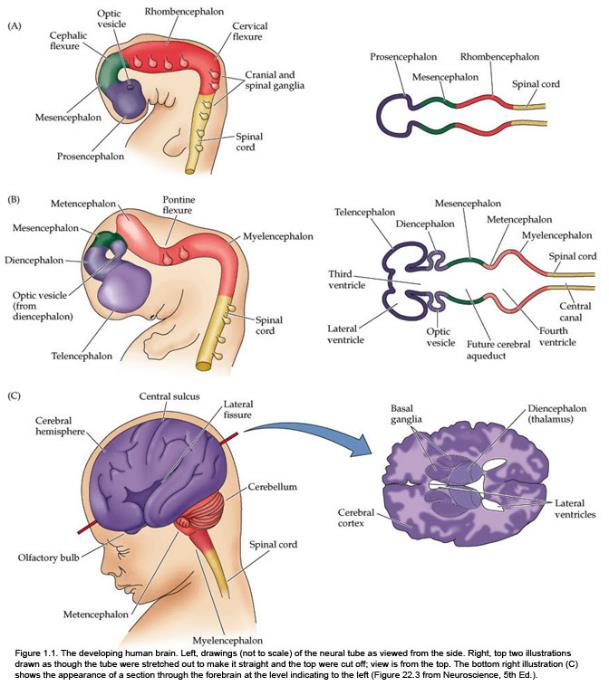 (A)
Optic
vesicle
Rhombencephalon
Cephalic
flexure
Cervical
flexure
Cranial and
spinal ganglia
Mesencephalon
Spinal
cord
Prosencephalon
Prosencephalon
Rhombencephalon
Mesencephalon
Spinal cord
(B)
Metencephalon
Pontine
flexure
Mesencephalon
Myelencephalon
Diencephalon
Optic vesicle
(from
diencephalon)
Spinal
cord
Telencephalon
Telencephalon
Mesencephalon
Diencephalon
Metencephalon
Myelencephalon
Spinal cord
Third
ventricle
Central
canal
Lateral
ventricle
Optic
vesicle
Future cerebral
aqueduct
Fourth
ventricle
(C)
Central sulcus
Lateral
fissure
Cerebral
hemisphere
Cerebellum
Olfactory bulb
Spinal cord
Metencephalon
Myelencephalon
Basal
ganglia
Diencephalon
(thalamus)
Cerebral
cortex
Lateral
ventricles
Figure 1.1. The developing human brain. Left, drawings (not to scale) of the neural tube as viewed from the side. Right, top two illustrations
drawn as though the tube were stretched out to make it straight and the top were cut off; view is from the top. The bottom right illustration (C)
shows the appearance of a section through the forebrain at the level indicating to the left (Figure 22.3 from Neuroscience, 5th Ed.).